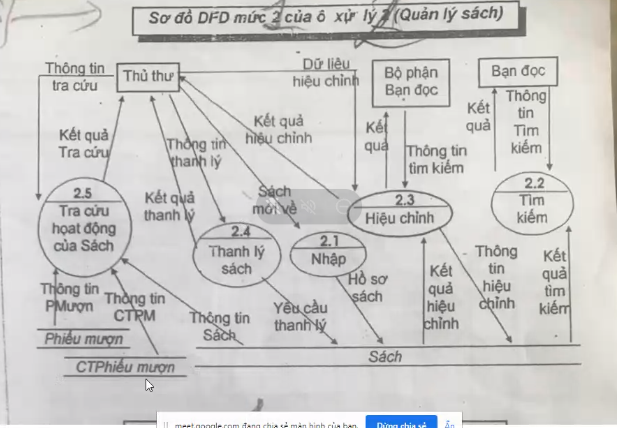 Sơ đồ DFD mức 2 của ô xử lý 2 (Quản lý sách)
Thông tin
tra cứu
Thủ thư
Dữ liêu
hiệu chỉnh
Bộ phận
Bạn đọc
Bạn đọc
Kết quả
Tra cứu
Thông tin
thanh lý
Kết quả
hiệu chỉnh
Kết
quả
Thông tin
tìm kiếm
Kết
quả
Thông
tin
Tìm
kiếm
Kết quả
thanh lý
Sách
mới về
2.5
Tra cứu
họat động
của Sách
2.4
Thanh lý
sách
2.1
Nhập
2.3
Hiệu chỉnh
2.2
Tìm
kiếm
Thông tin
PMượn
Thông tin
CTPM
Thông tin
Sách
Yêu cầu
thanh lý
Hồ sơ
sách
Kết
quả
hiệu
chỉnh
Thông
tin
hiệu
chỉnh
Kết
quả
tìm
kiếm
Phiếu mượn
CTPhiếu mượn
Sách
meet.google.com đang chia sẻ màn hình của bạn.
Dừng chia sẻ
Ẩn